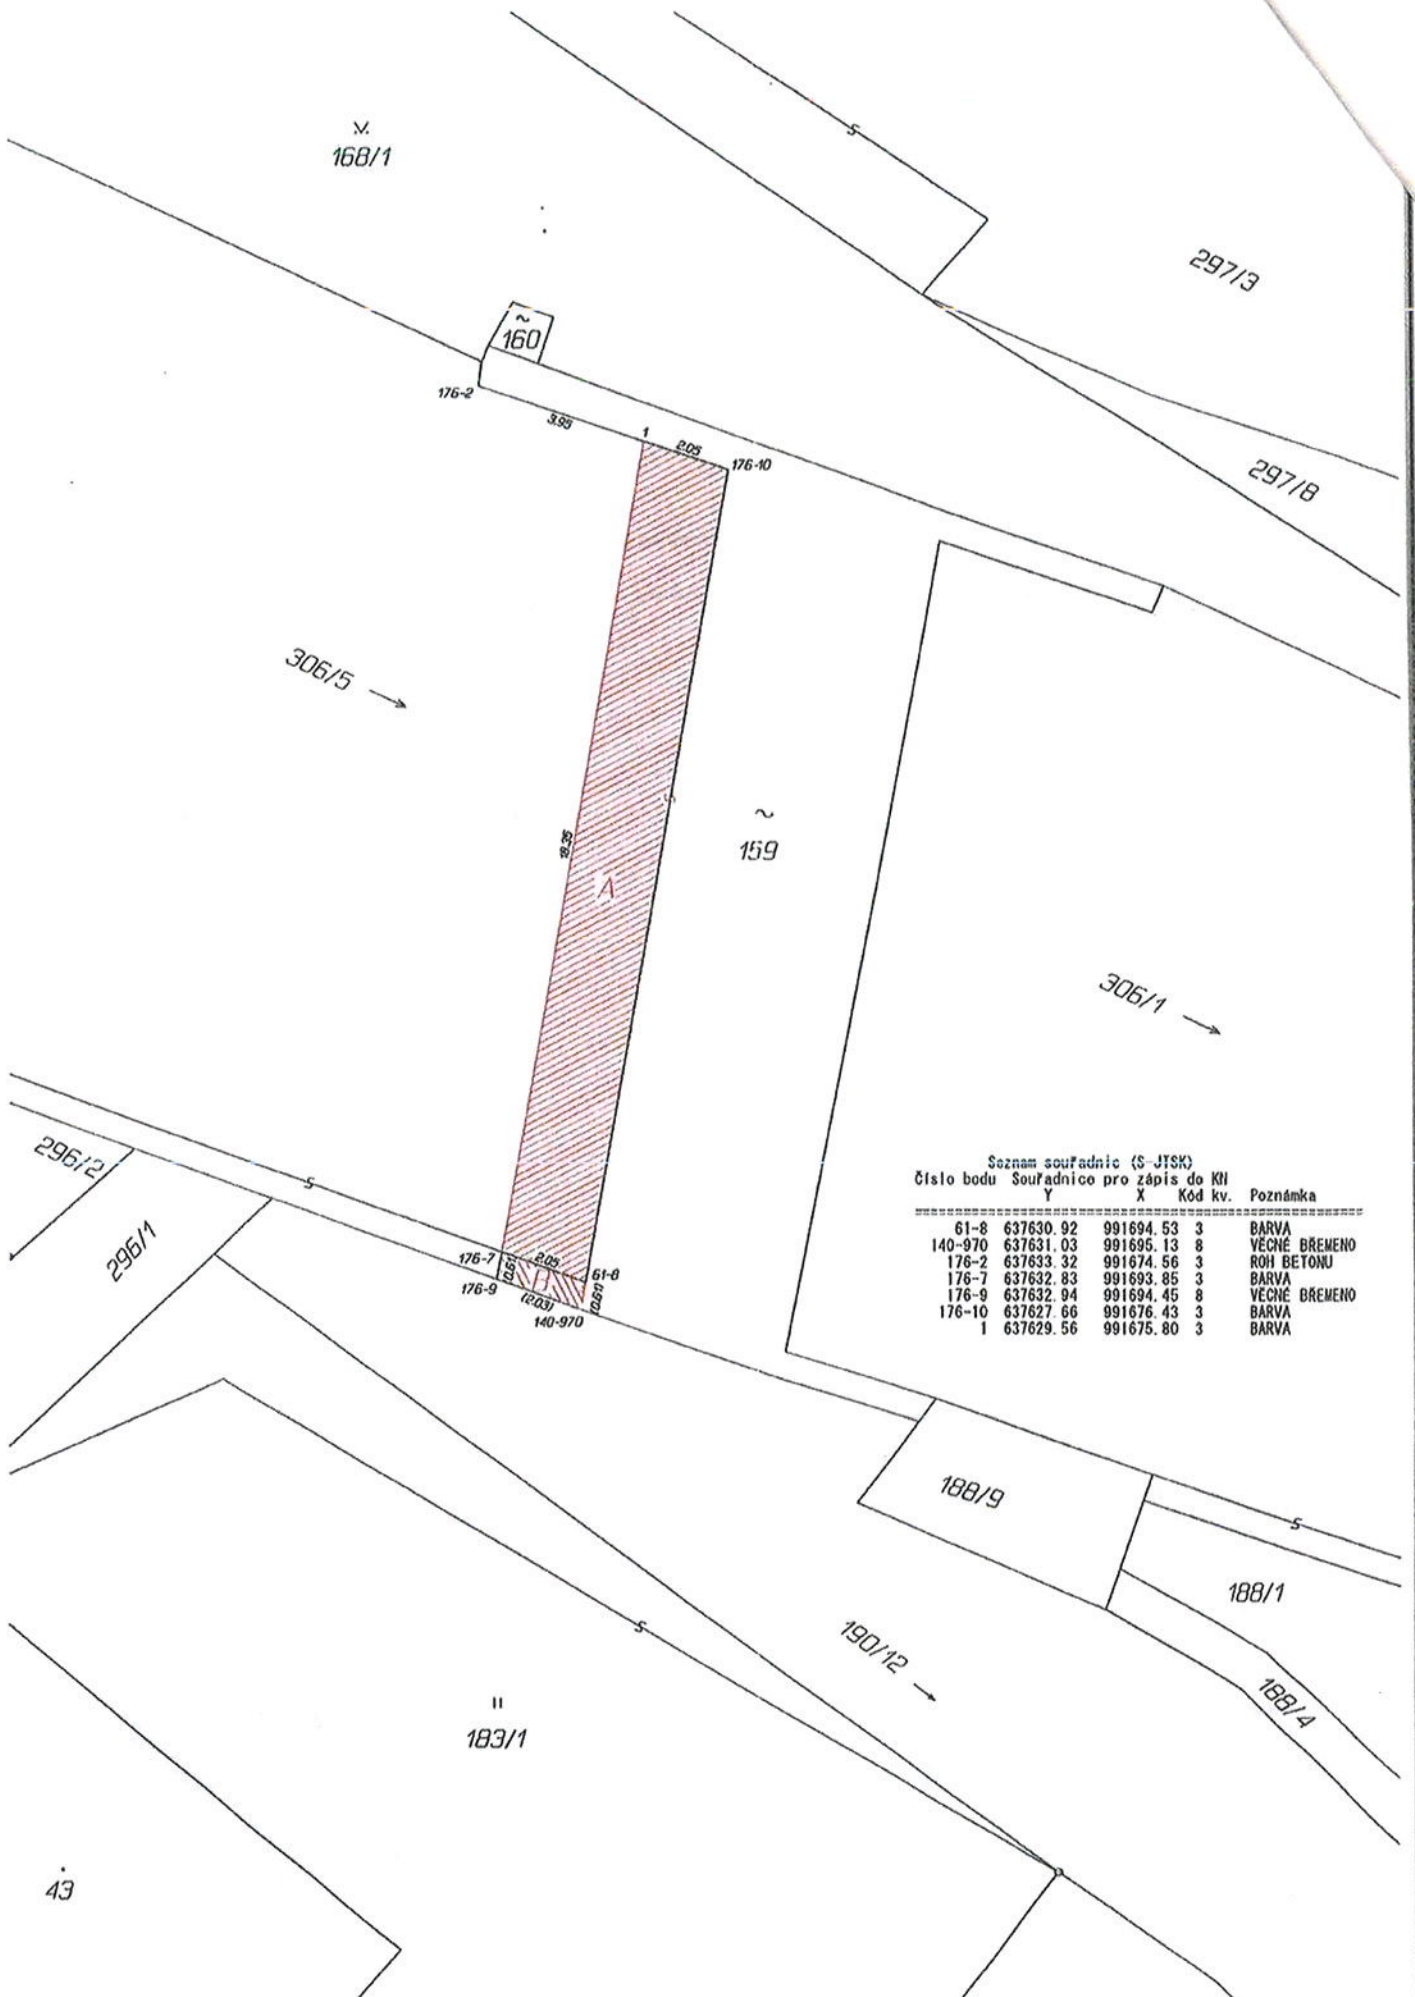 168/1
297/3
160
176-2
3.95
1
2.05
176-10
297/8
306/5
18.35
159
A
306/1
296/2
296/1
Seznam souřadnic (S-JTSK)
Číslo bodu Souřadnice pro zápis do KN
Y X Kód kv. Poznámka
61-8 637630.92 991694.53 3 BARVA
140-970 637631.03 991695.13 8 VĚCNÉ BŘEMENO
176-2 637633.32 991674.56 3 ROH BETONU
176-7 637632.83 991693.85 3 BARVA
176-9 637632.94 991694.45 8 VĚCNÉ BŘEMENO
176-10 637627.66 991676.43 3 BARVA
1 637629.56 991675.80 3 BARVA
176-7
2.05
61-8
(0.61)
B
176-9
(2.03)
(0.61)
140-970
188/9
188/1
190/12
188/4
183/1
43